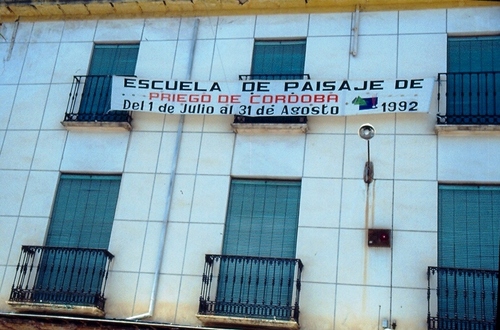 ESCUELA DE PAISAJE DE
PRIEGO DE CORDOBA
Del 1 de Julio al 31 de Agosto 1992